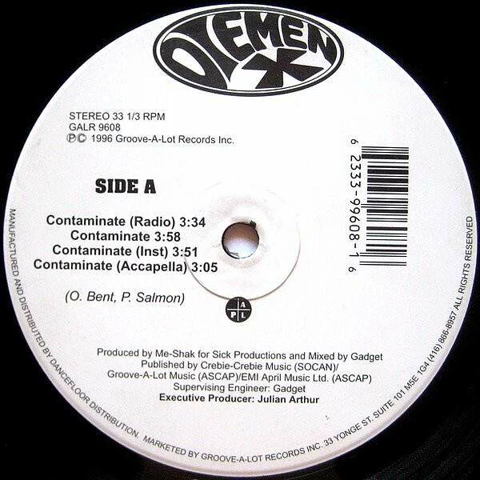 OLEMEN
X
STEREO 33 1/3 RPM
GALR 9608
℗© 1996 Groove-A-Lot Records Inc.
6 2333-99608-1 6
SIDE A
Contaminate (Radio) 3:34
Contaminate 3:58
Contaminate (Inst) 3:51
Contaminate (Accapella) 3:05
(O. Bent, P. Salmon)
A
P L
Produced by Me-Shak for Sick Productions and Mixed by Gadget
Published by Crebie-Crebie Music (SOCAN)/
Groove-A-Lot Music (ASCAP)/EMI April Music Ltd. (ASCAP)
Supervising Engineer: Gadget
Executive Producer: Julian Arthur
MANUFACTURED AND DISTRIBUTED BY DANCEFLOOR DISTRIBUTION. MARKETED BY GROOVE-A-LOT RECORDS INC. 33 YONGE ST. SUITE 101 M5E 1G4 (416) 866-8957 ALL RIGHTS RESERVED